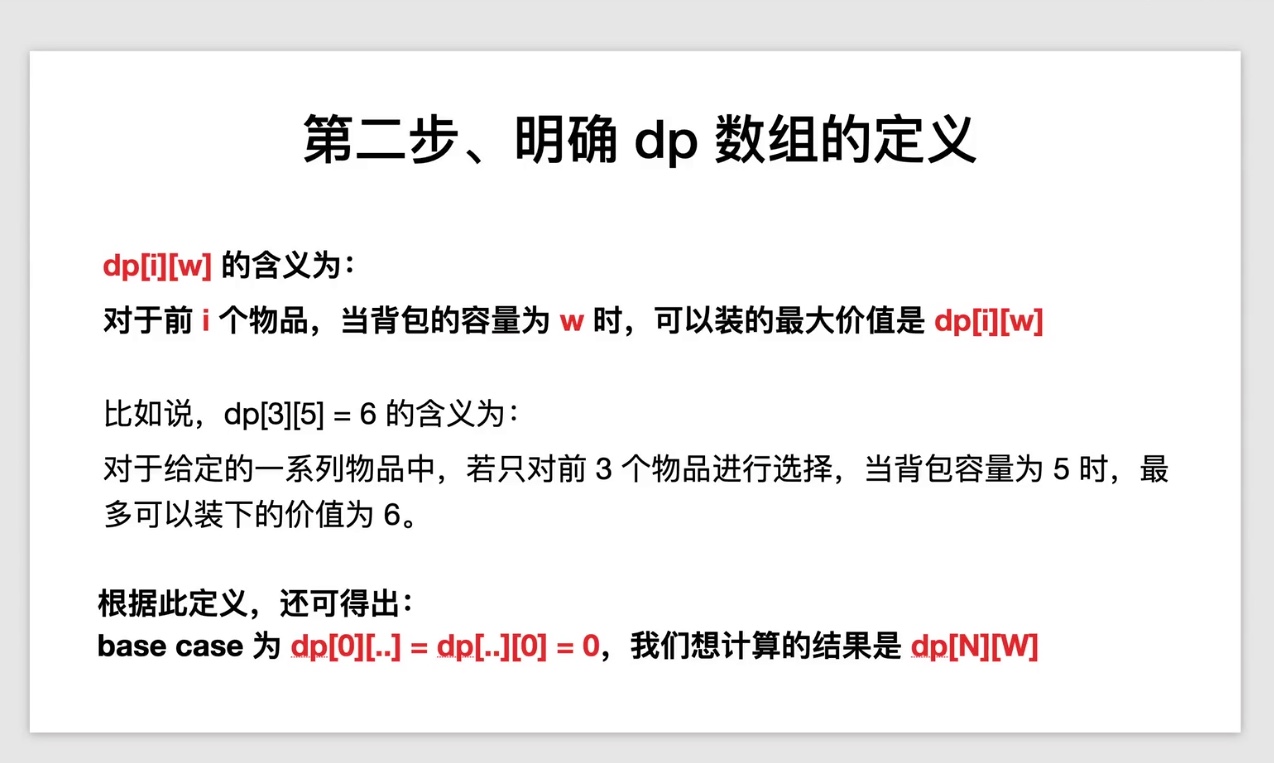 第二步、明确 dp 数组的定义
dp[i][w] 的含义为：
对于前 i 个物品，当背包的容量为 w 时，可以装的最大价值是 dp[i][w]
比如说，dp[3][5] = 6 的含义为：
对于给定的一系列物品中，若只对前 3 个物品进行选择，当背包容量为 5 时，最
多可以装下的价值为 6。
根据此定义，还可得出：
base case 为 dp[0][..] = dp[..][0] = 0，我们想计算的结果是 dp[N][W]